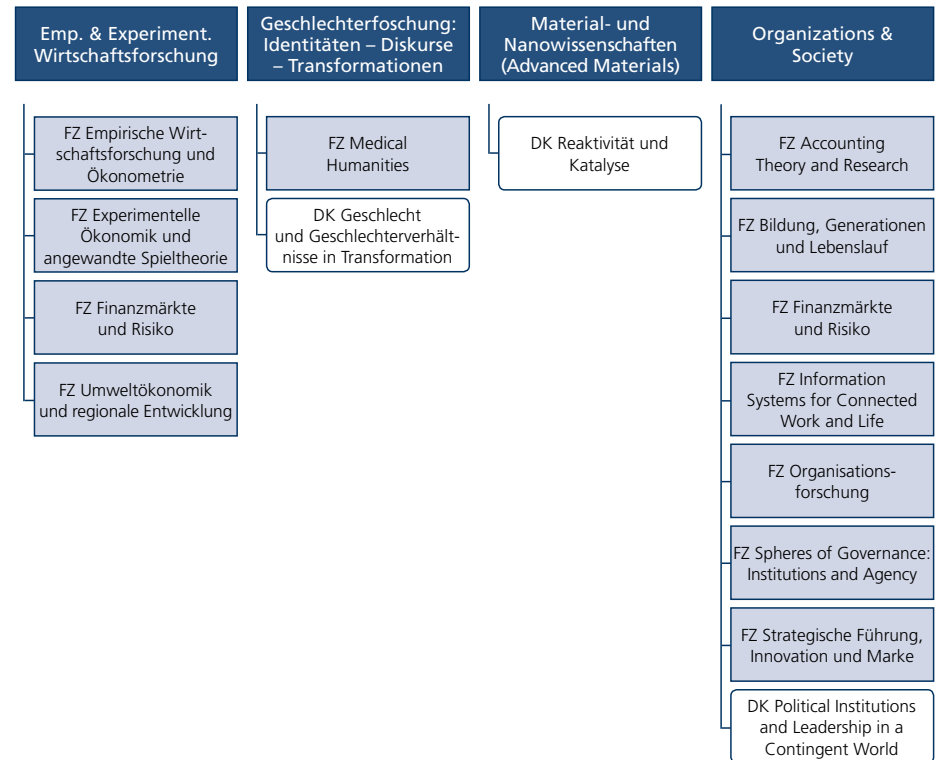 Emp. & Experiment.
Wirtschaftsforschung
FZ Empirische Wirt-
schaftsforschung und
Ökonometrie
FZ Experimentelle
Ökonomik und
angewandte Spieltheorie
FZ Finanzmärkte
und Risiko
FZ Umweltökonomik
und regionale Entwicklung
Geschlechterfoschung:
Identitäten – Diskurse
– Transformationen
FZ Medical
Humanities
DK Geschlecht
und Geschlechterverhält-
nisse in Transformation
Material- und
Nanowissenschaften
(Advanced Materials)
DK Reaktivität und
Katalyse
Organizations &
Society
FZ Accounting
Theory and Research
FZ Bildung, Generationen
und Lebenslauf
FZ Finanzmärkte
und Risiko
FZ Information
Systems for Connected
Work and Life
FZ Organisations-
forschung
FZ Spheres of Governance:
Institutions and Agency
FZ Strategische Führung,
Innovation und Marke
DK Political Institutions
and Leadership in a
Contingent World